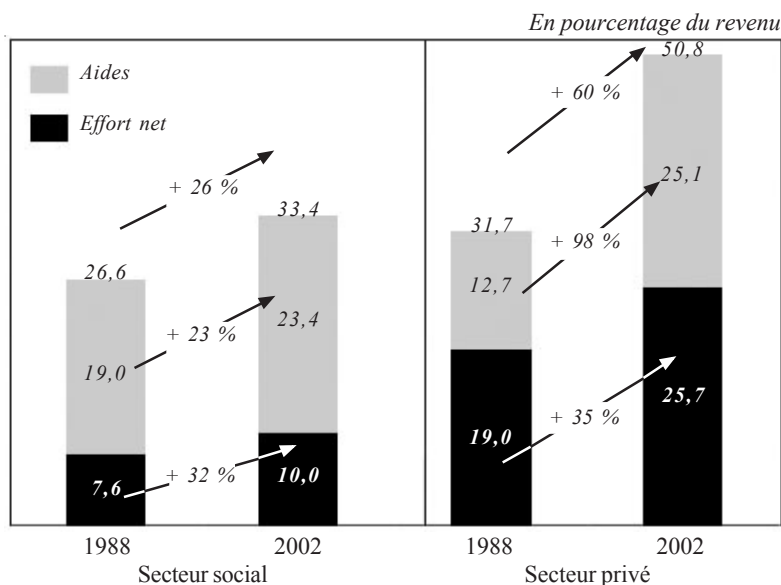 En pourcentage du revenu
Aides
Effort net
+ 26 %
26,6
33,4
+ 23 %
19,0
23,4
+ 32 %
7,6
10,0
+ 60 %
50,8
31,7
+ 98 %
12,7
25,1
+ 35 %
19,0
25,7
1988 2002 1988 2002
Secteur social Secteur privé